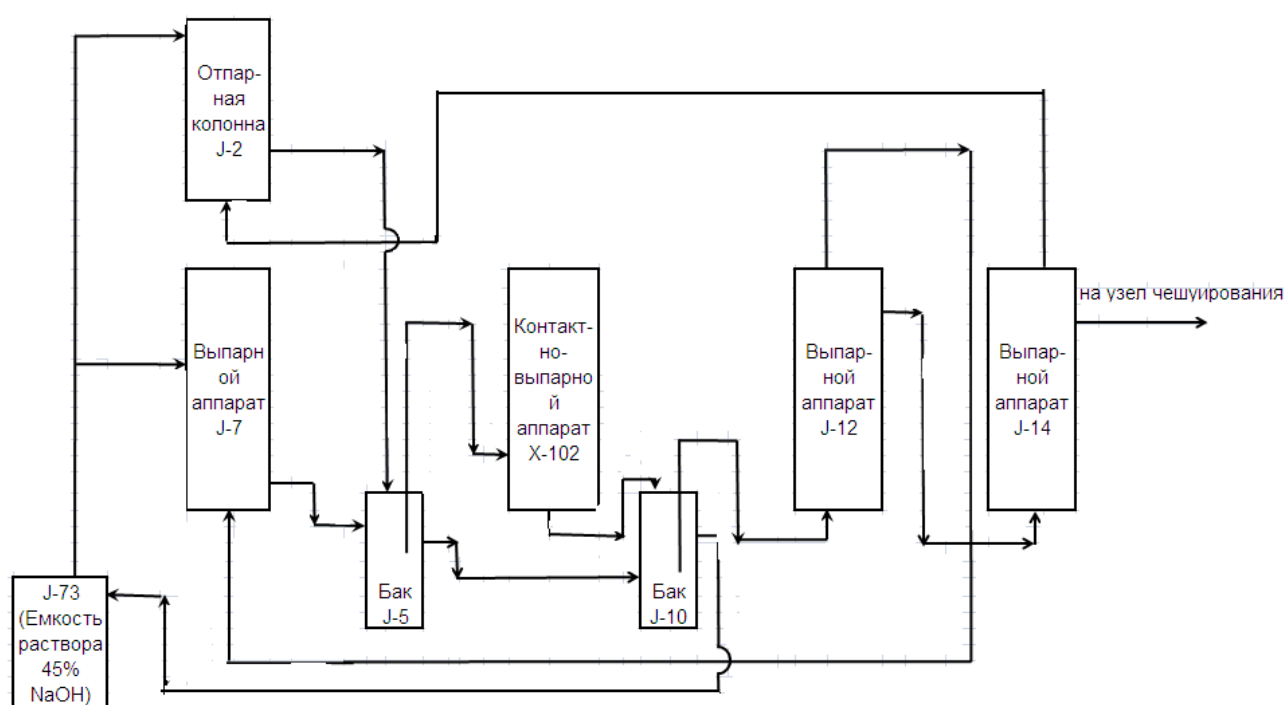 Отпар-
ная
колонна
J-2
Выпарн
ой
аппарат
J-7
Контакт-
но-
выпарно
й
аппарат
X-102
Выпар-
ной
аппарат
J-12
Выпар-
ной
аппарат
J-14
на узел чешуирования
Бак
J-5
Бак
J-10
J-73
(Емкость
раствора
45%
NaOH)